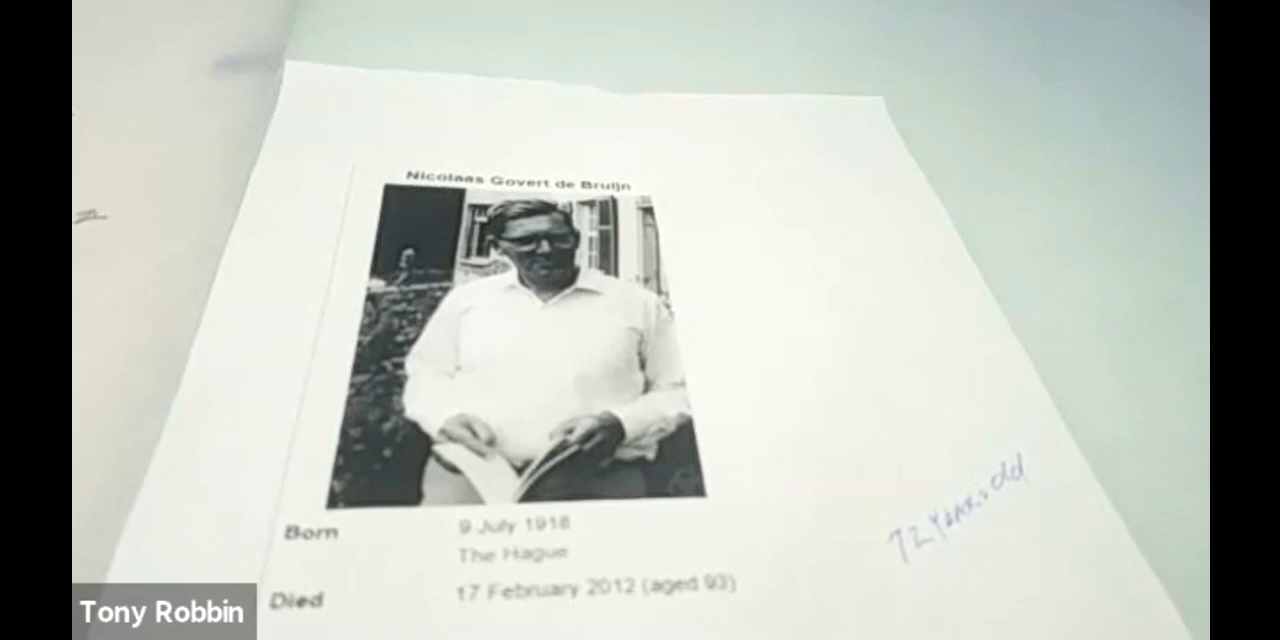 Nicolaas Govert de Bruijn
Born 9 July 1918
The Hague
Died 17 February 2012 (aged 93)
72 Years old
Tony Robbin